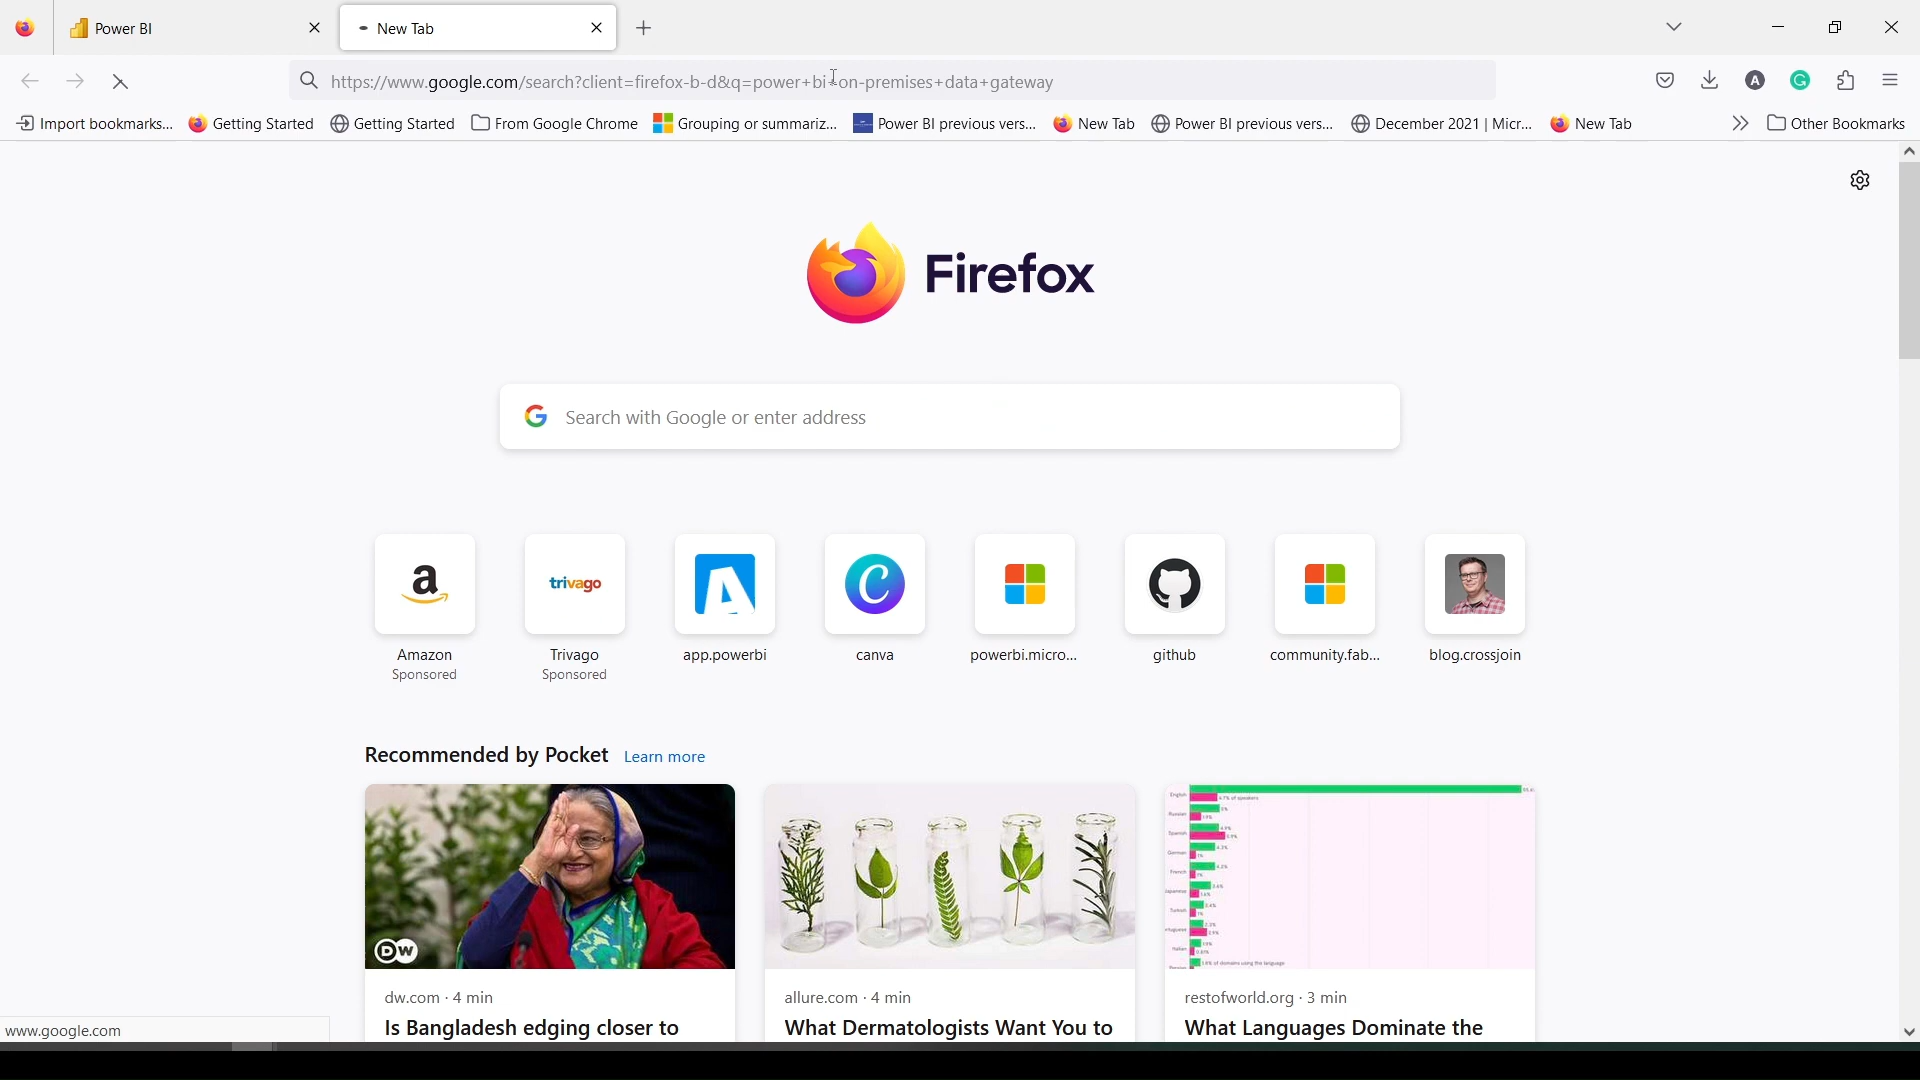 Power BI
New Tab
https://www.google.com/search?client=firefox-b-d&q=power+bi+on-premises+data+gateway
A
G
Import bookmarks...
Getting Started
Getting Started
From Google Chrome
Grouping or summariz...
Power BI previous vers...
New Tab
Power BI previous vers...
December 2021 | Micr...
New Tab
Other Bookmarks
Firefox
Search with Google or enter address
trivago
Amazon
Sponsored
Trivago
Sponsored
app.powerbi
canva
powerbi.micro...
github
community.fab...
blog.crossjoin
Recommended by Pocket Learn more
DW
dw.com · 4 min
Is Bangladesh edging closer to
allure.com · 4 min
What Dermatologists Want You to
restofworld.org · 3 min
What Languages Dominate the
www.google.com